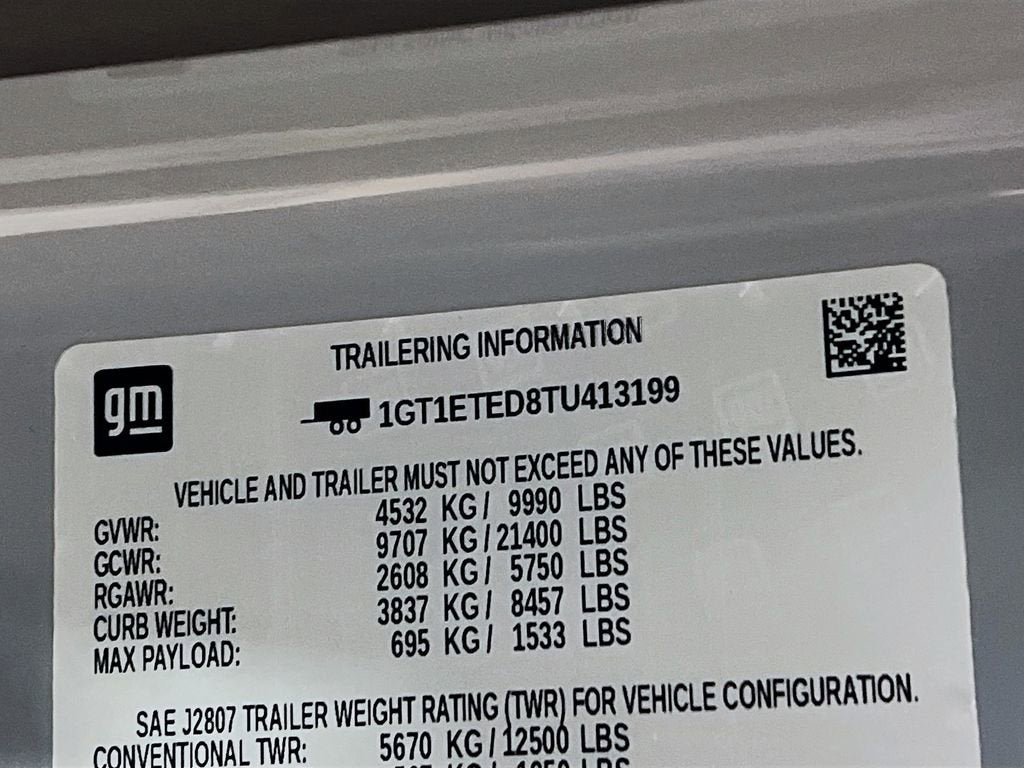 TRAILERING INFORMATION
gm
1GT1ETED8TU413199
VEHICLE AND TRAILER MUST NOT EXCEED ANY OF THESE VALUES.
GVWR: 4532 KG/ 9990 LBS
GCWR: 9707 KG/21400 LBS
RGAWR: 2608 KG/ 5750 LBS
CURB WEIGHT: 3837 KG/ 8457 LBS
MAX PAYLOAD: 695 KG/ 1533 LBS
SAE J2807 TRAILER WEIGHT RATING (TWR) FOR VEHICLE CONFIGURATION.
CONVENTIONAL TWR: 5670 KG/12500 LBS